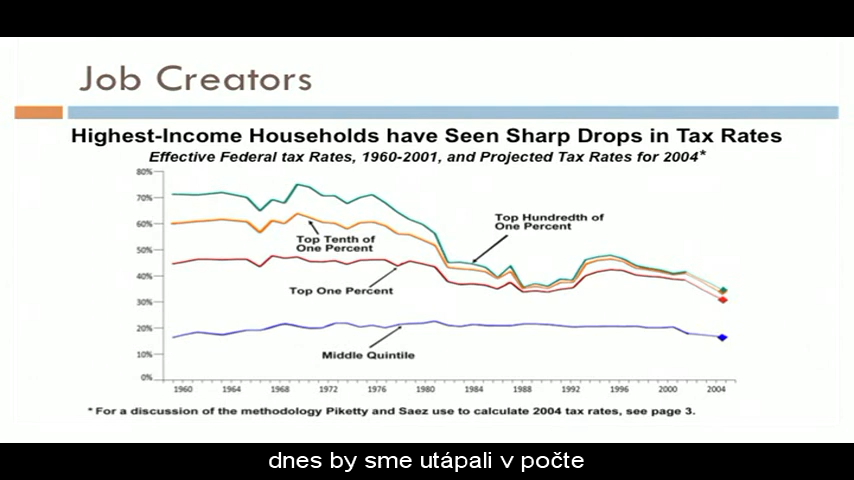 Job Creators
Highest-Income Households have Seen Sharp Drops in Tax Rates
Effective Federal tax Rates, 1960-2001, and Projected Tax Rates for 2004*
80%
70%
60%
50%
40%
30%
20%
10%
0%
Top Hundredth of
One Percent
Top Tenth of
One Percent
Top One Percent
Middle Quintile
1960 1964 1968 1972 1976 1980 1984 1988 1992 1996 2000 2004
* For a discussion of the methodology Piketty and Saez use to calculate 2004 tax rates, see page 3.
dnes by sme utápali v počte